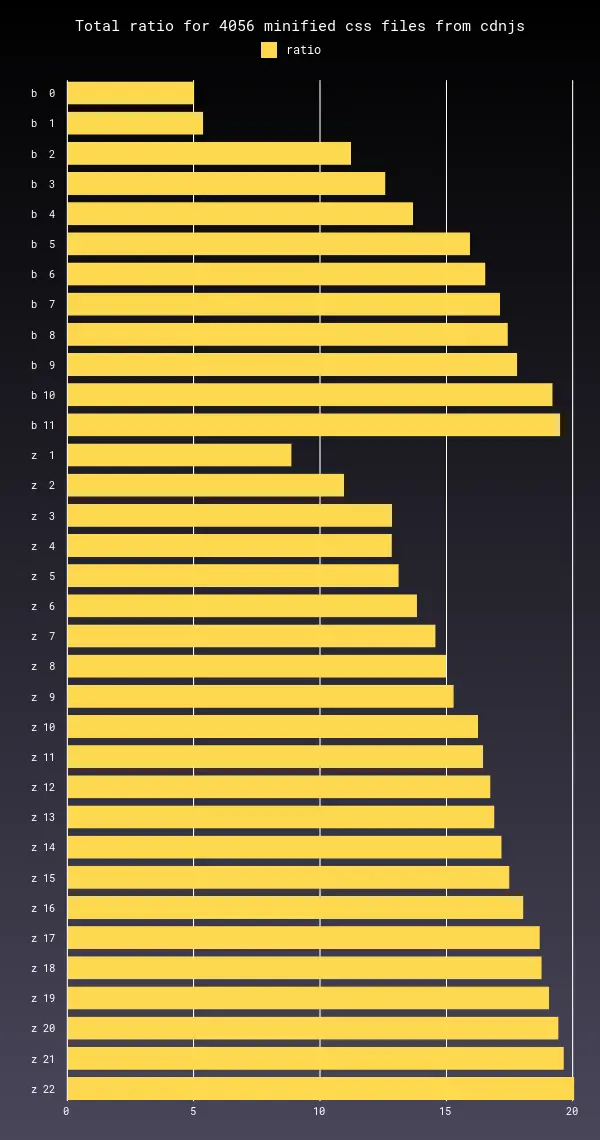 Total ratio for 4056 minified css files from cdnjs
ratio
b 0
b 1
b 2
b 3
b 4
b 5
b 6
b 7
b 8
b 9
b 10
b 11
z 1
z 2
z 3
z 4
z 5
z 6
z 7
z 8
z 9
z 10
z 11
z 12
z 13
z 14
z 15
z 16
z 17
z 18
z 19
z 20
z 21
z 22
0 5 10 15 20